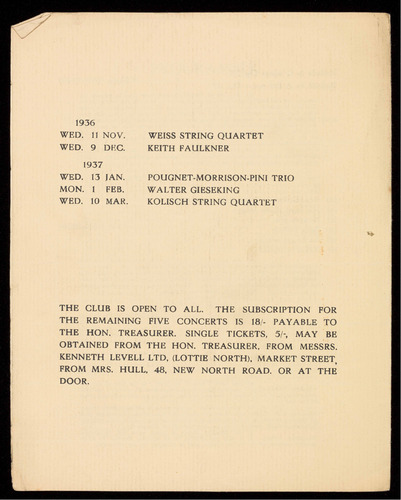 1936
WED. 11 NOV. WEISS STRING QUARTET
WED. 9 DEC. KEITH FAULKNER
1937
WED. 13 JAN. POUGNET-MORRISON-PINI TRIO
MON. 1 FEB. WALTER GIESEKING
WED. 10 MAR. KOLISCH STRING QUARTET
THE CLUB IS OPEN TO ALL. THE SUBSCRIPTION FOR
THE REMAINING FIVE CONCERTS IS 18/- PAYABLE TO
THE HON. TREASURER. SINGLE TICKETS, 5/-, MAY BE
OBTAINED FROM THE HON. TREASURER, FROM MESSRS.
KENNETH LEVELL LTD, (LOTTIE NORTH), MARKET STREET,
FROM MRS. HULL, 48, NEW NORTH ROAD, OR AT THE
DOOR.